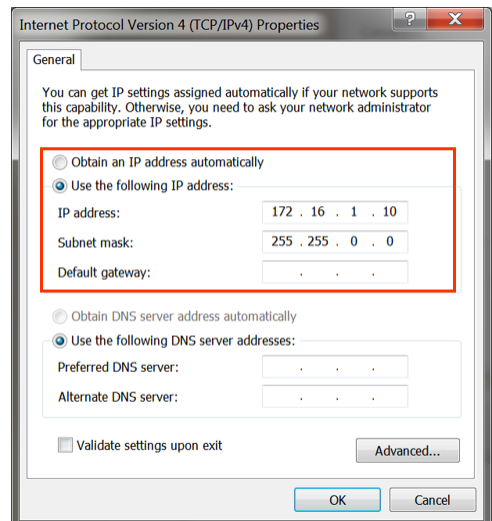 Internet Protocol Version 4 (TCP/IPv4) Properties
General
You can get IP settings assigned automatically if your network supports
this capability. Otherwise, you need to ask your network administrator
for the appropriate IP settings.
Obtain an IP address automatically
Use the following IP address:
IP address: 172 . 16 . 1 . 10
Subnet mask: 255 . 255 . 0 . 0
Default gateway: . . .
Obtain DNS server address automatically
Use the following DNS server addresses:
Preferred DNS server: . . .
Alternate DNS server: . . .
Validate settings upon exit
Advanced...
OK Cancel